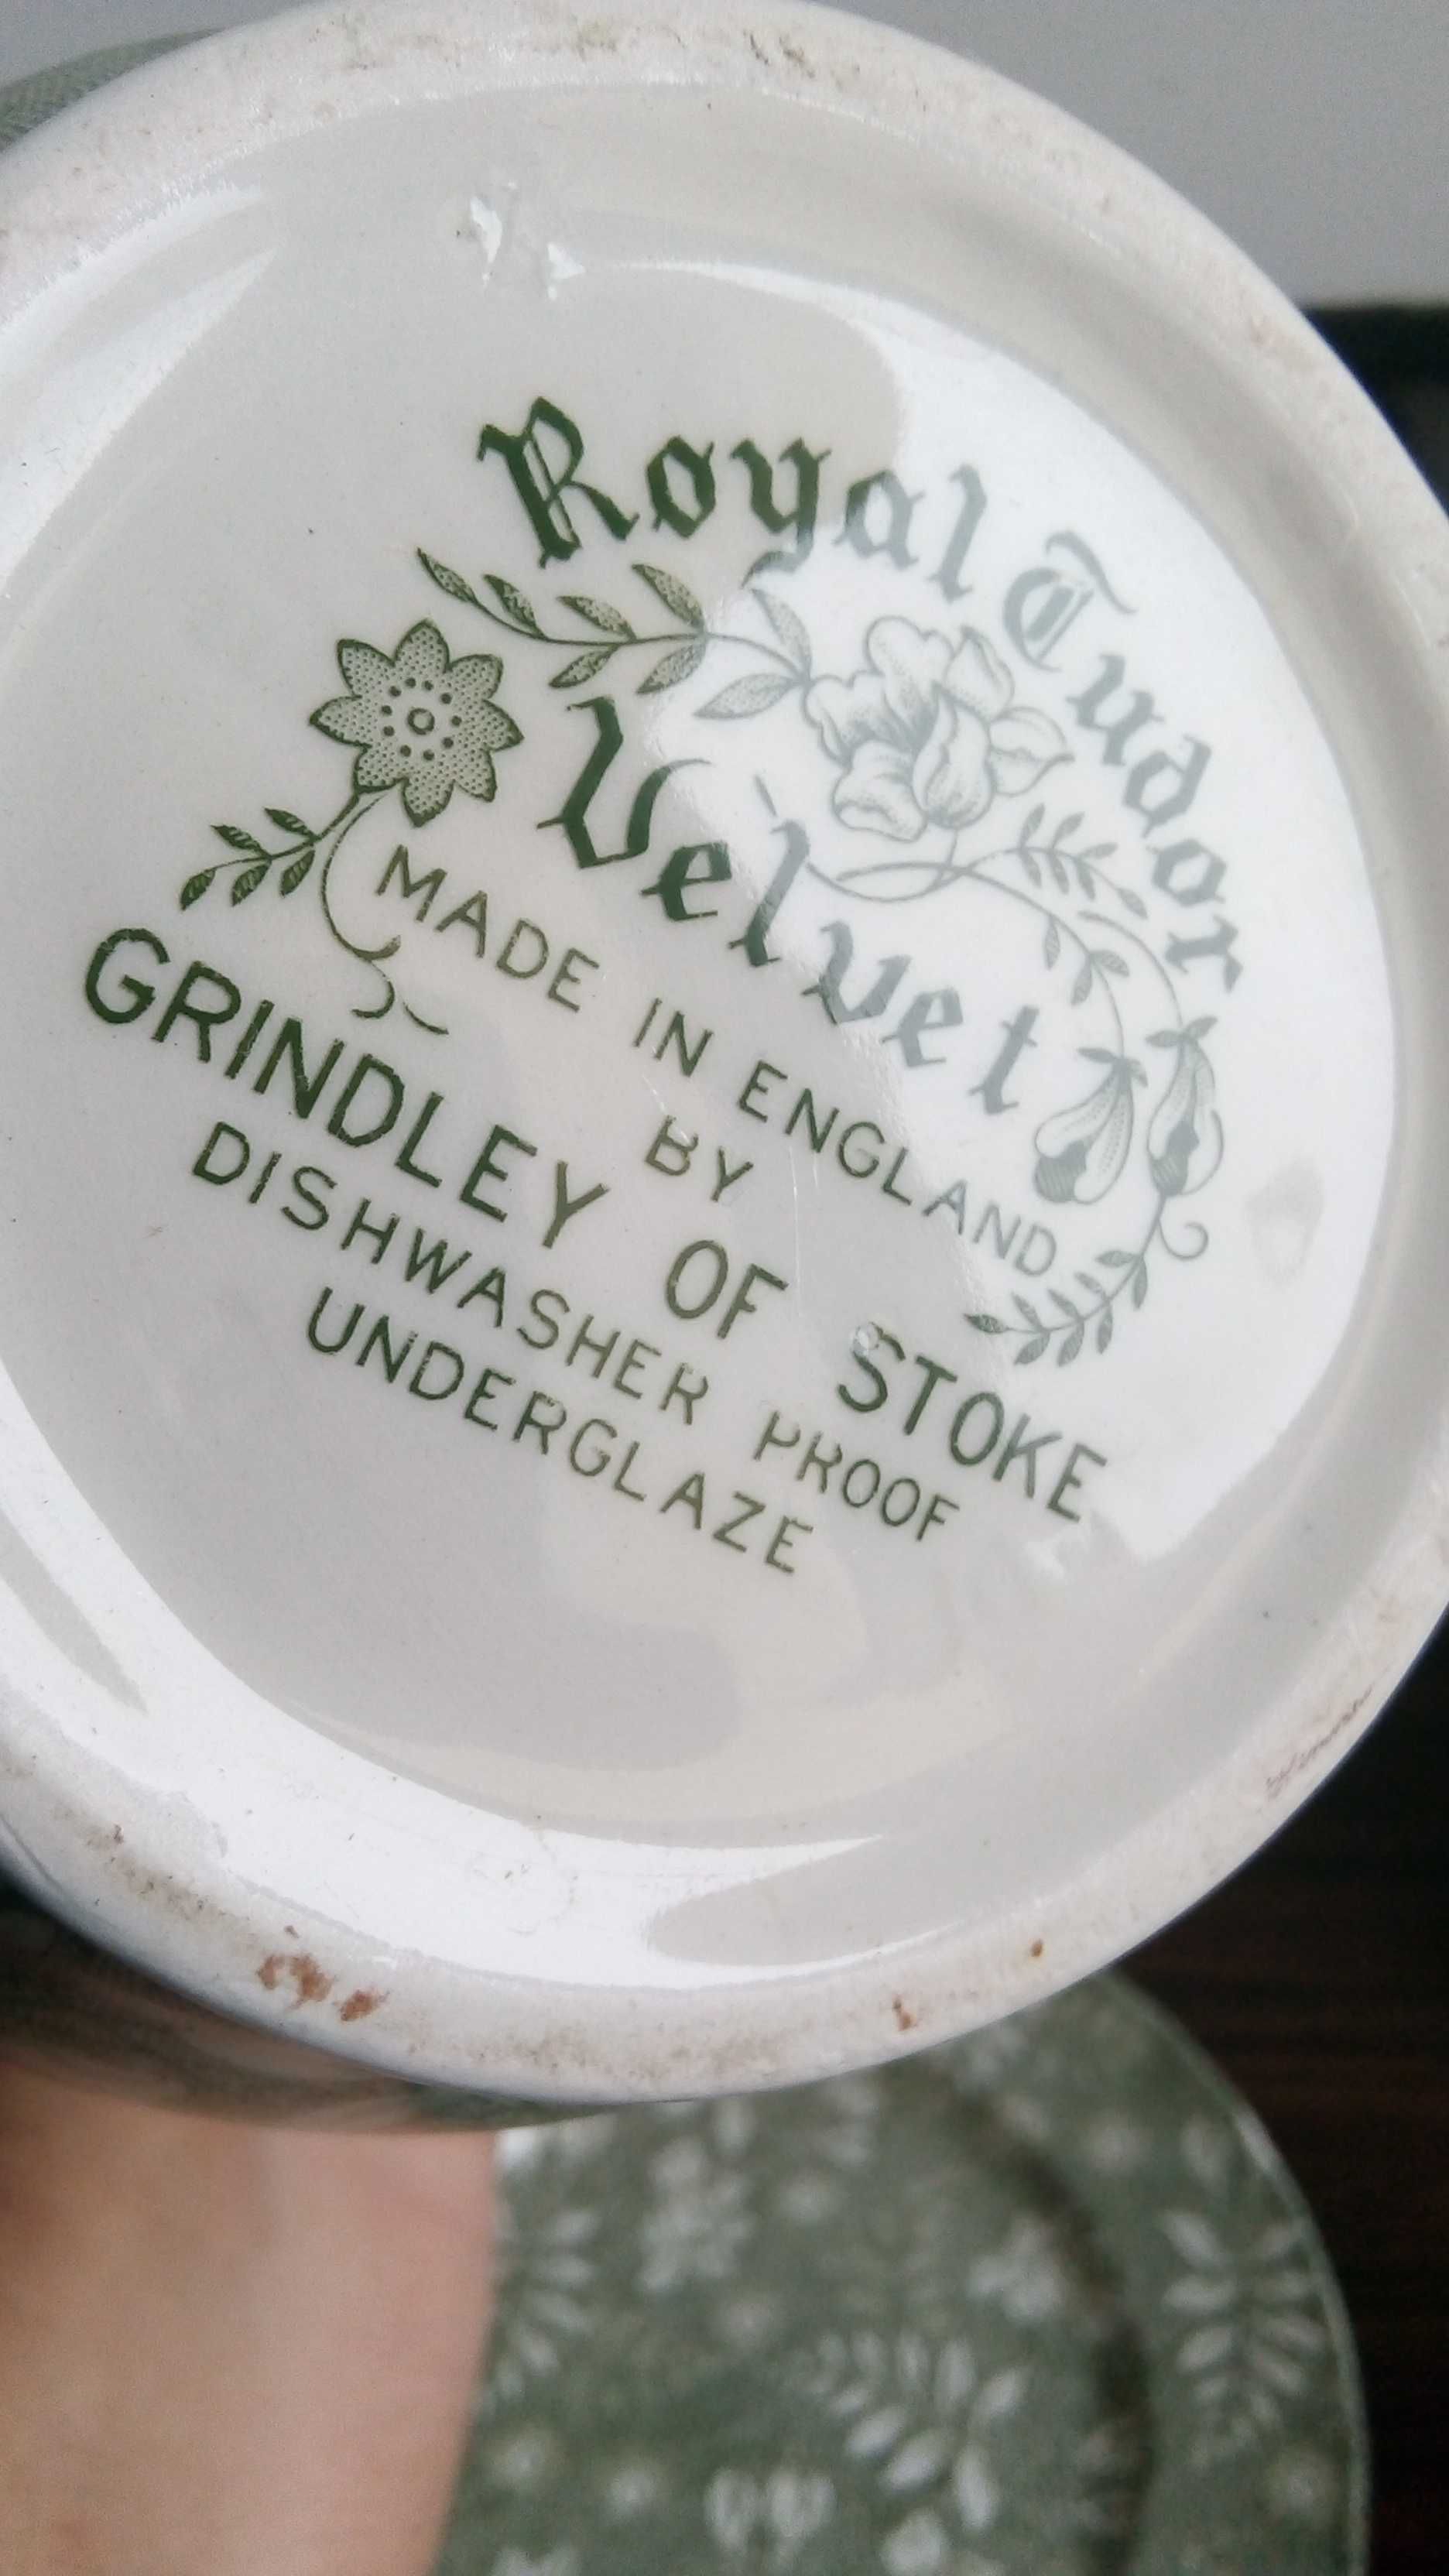 Royal Tudor
Velvet
MADE IN ENGLAND
BY
GRINDLEY OF STOKE
DISHWASHER PROOF
UNDERGLAZE